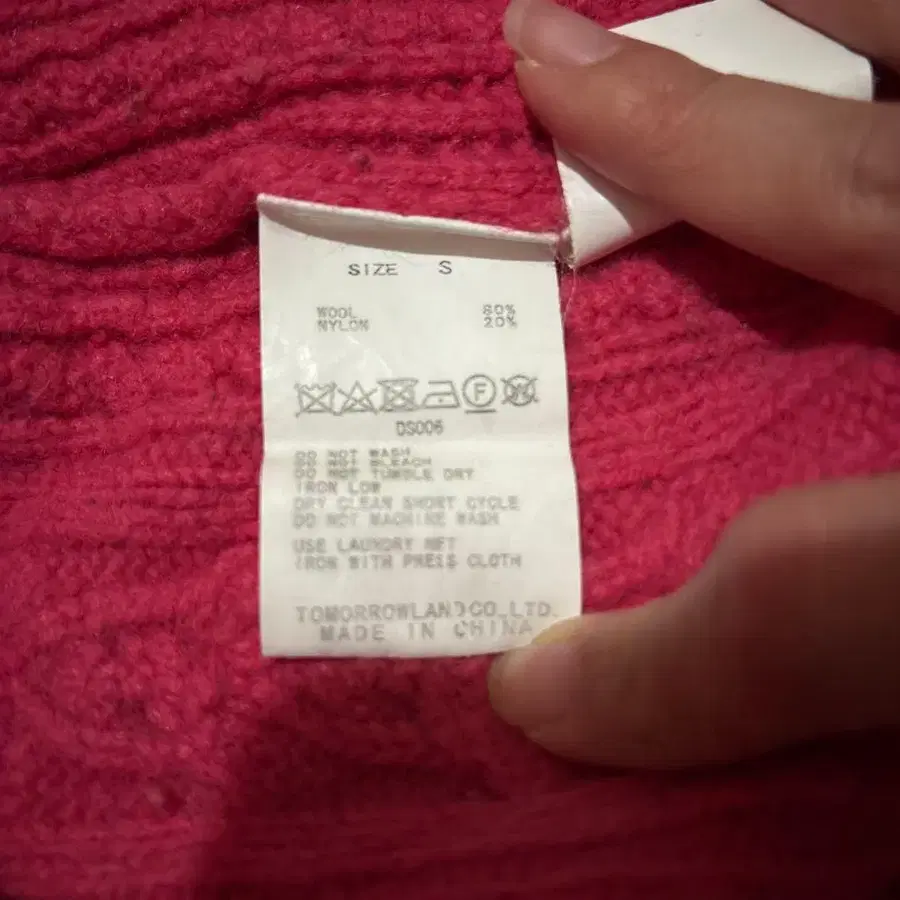 SIZE S
WOOL 80%
NYLON 20%
F W
DS006
DO NOT WASH
DO NOT BLEACH
DO NOT TUMBLE DRY
IRON LOW
DRY CLEAN SHORT CYCLE
DO NOT MACHINE WASH
USE LAUNDRY NET
IRON WITH PRESS CLOTH
TOMORROWLAND CO.,LTD.
MADE IN CHINA